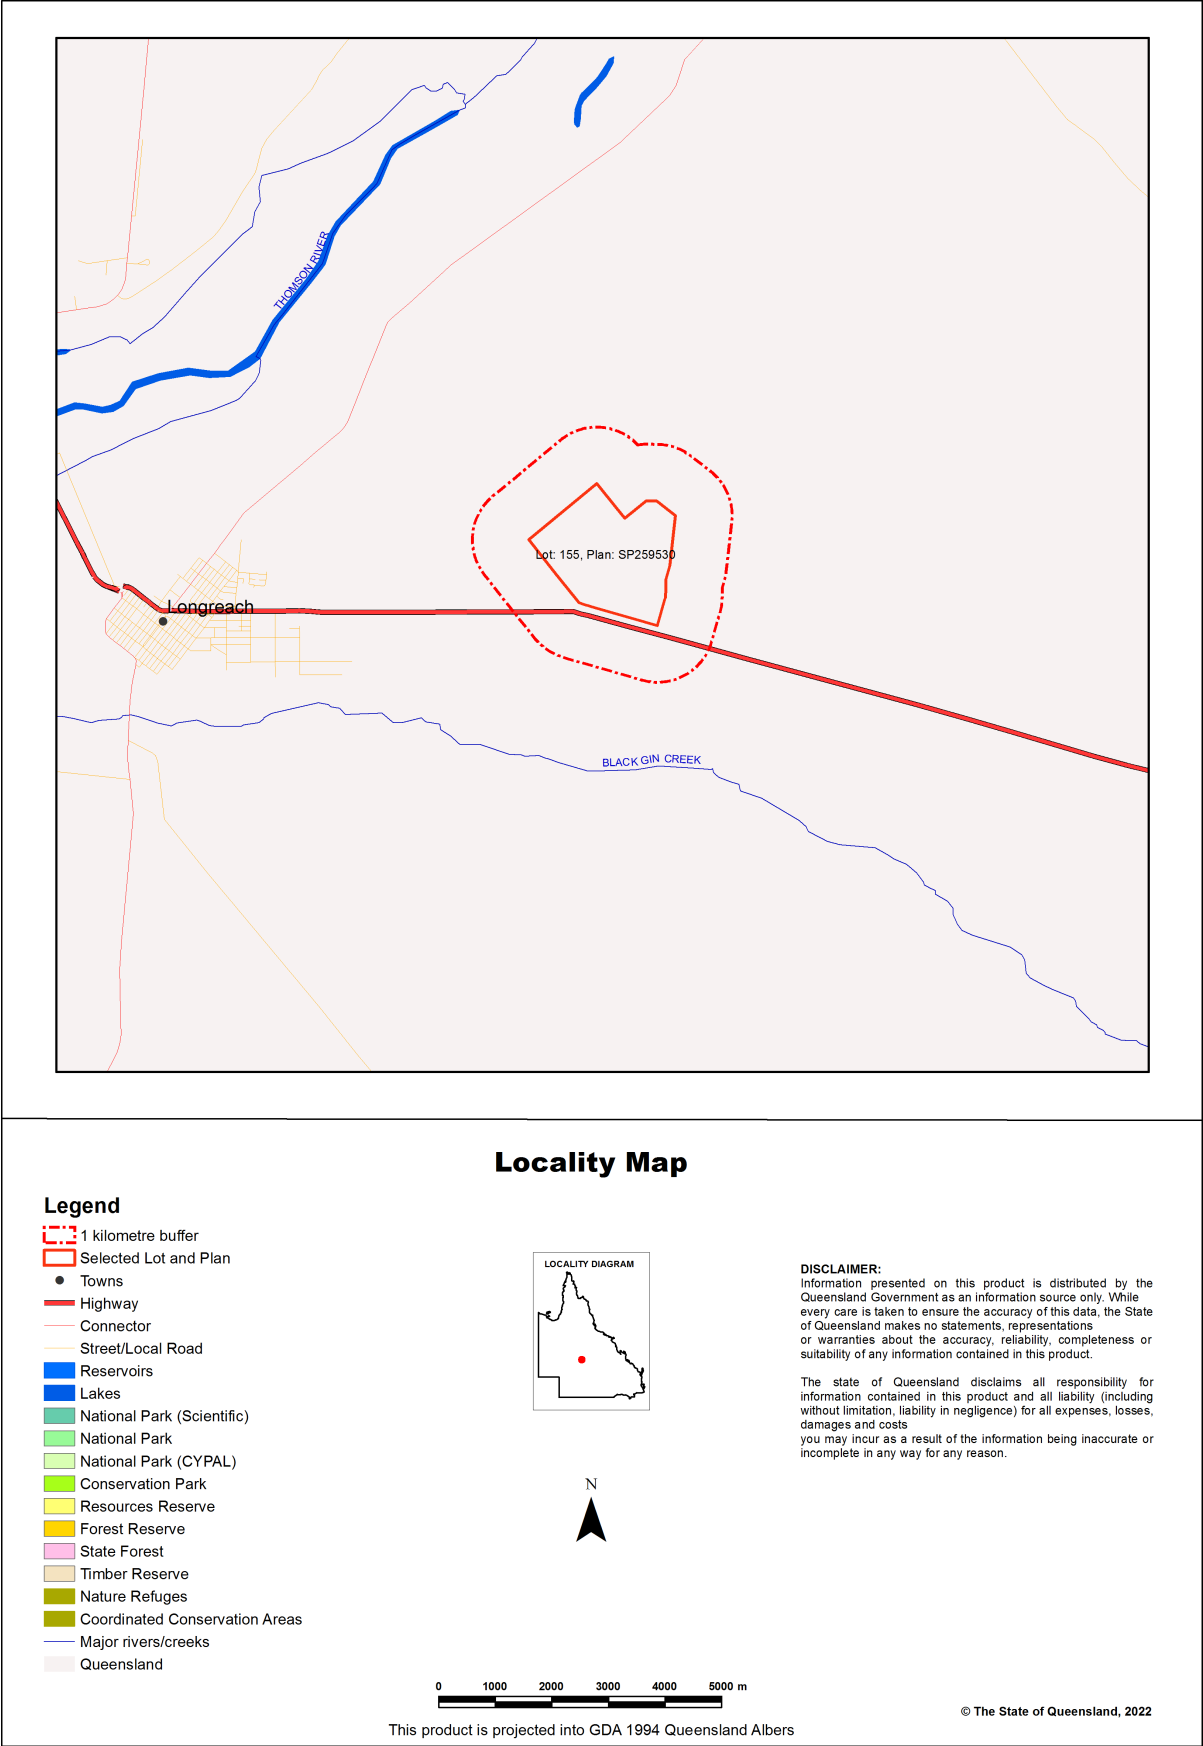 THOMSON RIVER
Lot: 155, Plan: SP259530
Longreach
BLACK GIN CREEK
Locality Map
Legend
1 kilometre buffer
Selected Lot and Plan
Towns
Highway
Connector
Street/Local Road
Reservoirs
Lakes
National Park (Scientific)
National Park
National Park (CYPAL)
Conservation Park
Resources Reserve
Forest Reserve
State Forest
Timber Reserve
Nature Refuges
Coordinated Conservation Areas
Major rivers/creeks
Queensland
LOCALITY DIAGRAM
N
0 1000 2000 3000 4000 5000 m
This product is projected into GDA 1994 Queensland Albers
DISCLAIMER:
Information presented on this product is distributed by the
Queensland Government as an information source only. While
every care is taken to ensure the accuracy of this data, the State
of Queensland makes no statements, representations
or warranties about the accuracy, reliability, completeness or
suitability of any information contained in this product.
The state of Queensland disclaims all responsibility for
information contained in this product and all liability (including
without limitation, liability in negligence) for all expenses, losses,
damages and costs
you may incur as a result of the information being inaccurate or
incomplete in any way for any reason.
© The State of Queensland, 2022